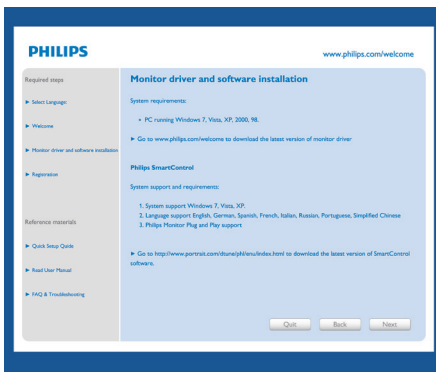 PHILIPS
www.philips.com/welcome
Required steps
Select Language:
Welcome
Monitor driver and software installation
Registration
Reference materials
Quick Setup Quide
Read User Manual
FAQ & Troubleshooting
Monitor driver and software installation
System requirements:
PC running Windows 7, Vista, XP, 2000, 98.
Go to www.philips.com/welcome to download the latest version of monitor driver
Philips SmartControl
System support and requirements:
1. System support Windows 7, Vista, XP.
2. Language support English, German, Spanish, French, Italian, Russian, Portuguese, Simplified Chinese
3. Philips Monitor Plug and Play support
Go to http://www.portrait.com/dtune/phl/enu/index.html to download the latest version of SmartControl
software.
Quit
Back
Next